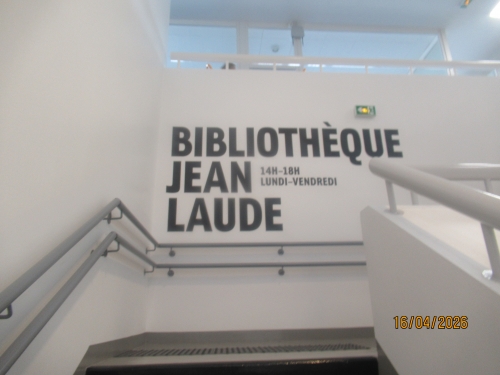 BIBLIOTHÈQUE
JEAN
14H–18H
LUNDI–VENDREDI
LAUDE
16/04/2026